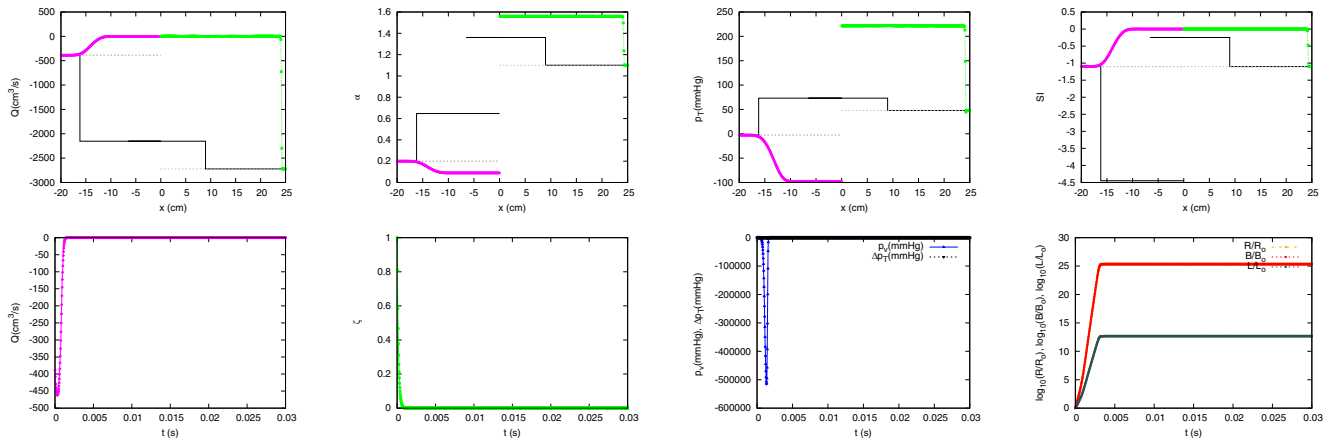 500
0
-500
-1000
-1500
-2000
-2500
-3000
-20 -15 -10 -5 0 5 10 15 20 25
x (cm)
Q(cm³/s)
1.6
1.4
1.2
1
0.8
0.6
0.4
0.2
0
-20 -15 -10 -5 0 5 10 15 20 25
x (cm)
α
250
200
150
100
50
0
-50
-100
-20 -15 -10 -5 0 5 10 15 20 25
x (cm)
p_T(mmHg)
0.5
0
-0.5
-1
-1.5
-2
-2.5
-3
-3.5
-4
-4.5
-20 -15 -10 -5 0 5 10 15 20 25
x (cm)
SI
0
-50
-100
-150
-200
-250
-300
-350
-400
-450
-500
0 0.005 0.01 0.015 0.02 0.025 0.03
t (s)
Q(cm³/s)
1
0.8
0.6
0.4
0.2
0
0 0.005 0.01 0.015 0.02 0.025 0.03
t (s)
ζ
0
-100000
-200000
-300000
-400000
-500000
-600000
0 0.005 0.01 0.015 0.02 0.025 0.03
t (s)
p_v(mmHg), Δp_T(mmHg)
p_v(mmHg)
Δp_T(mmHg)
30
25
20
15
10
5
0
0 0.005 0.01 0.015 0.02 0.025 0.03
t (s)
log₁₀(R/R_o), log₁₀(B/B_o), log₁₀(L/L_o)
R/R_o
B/B_o
L/L_o